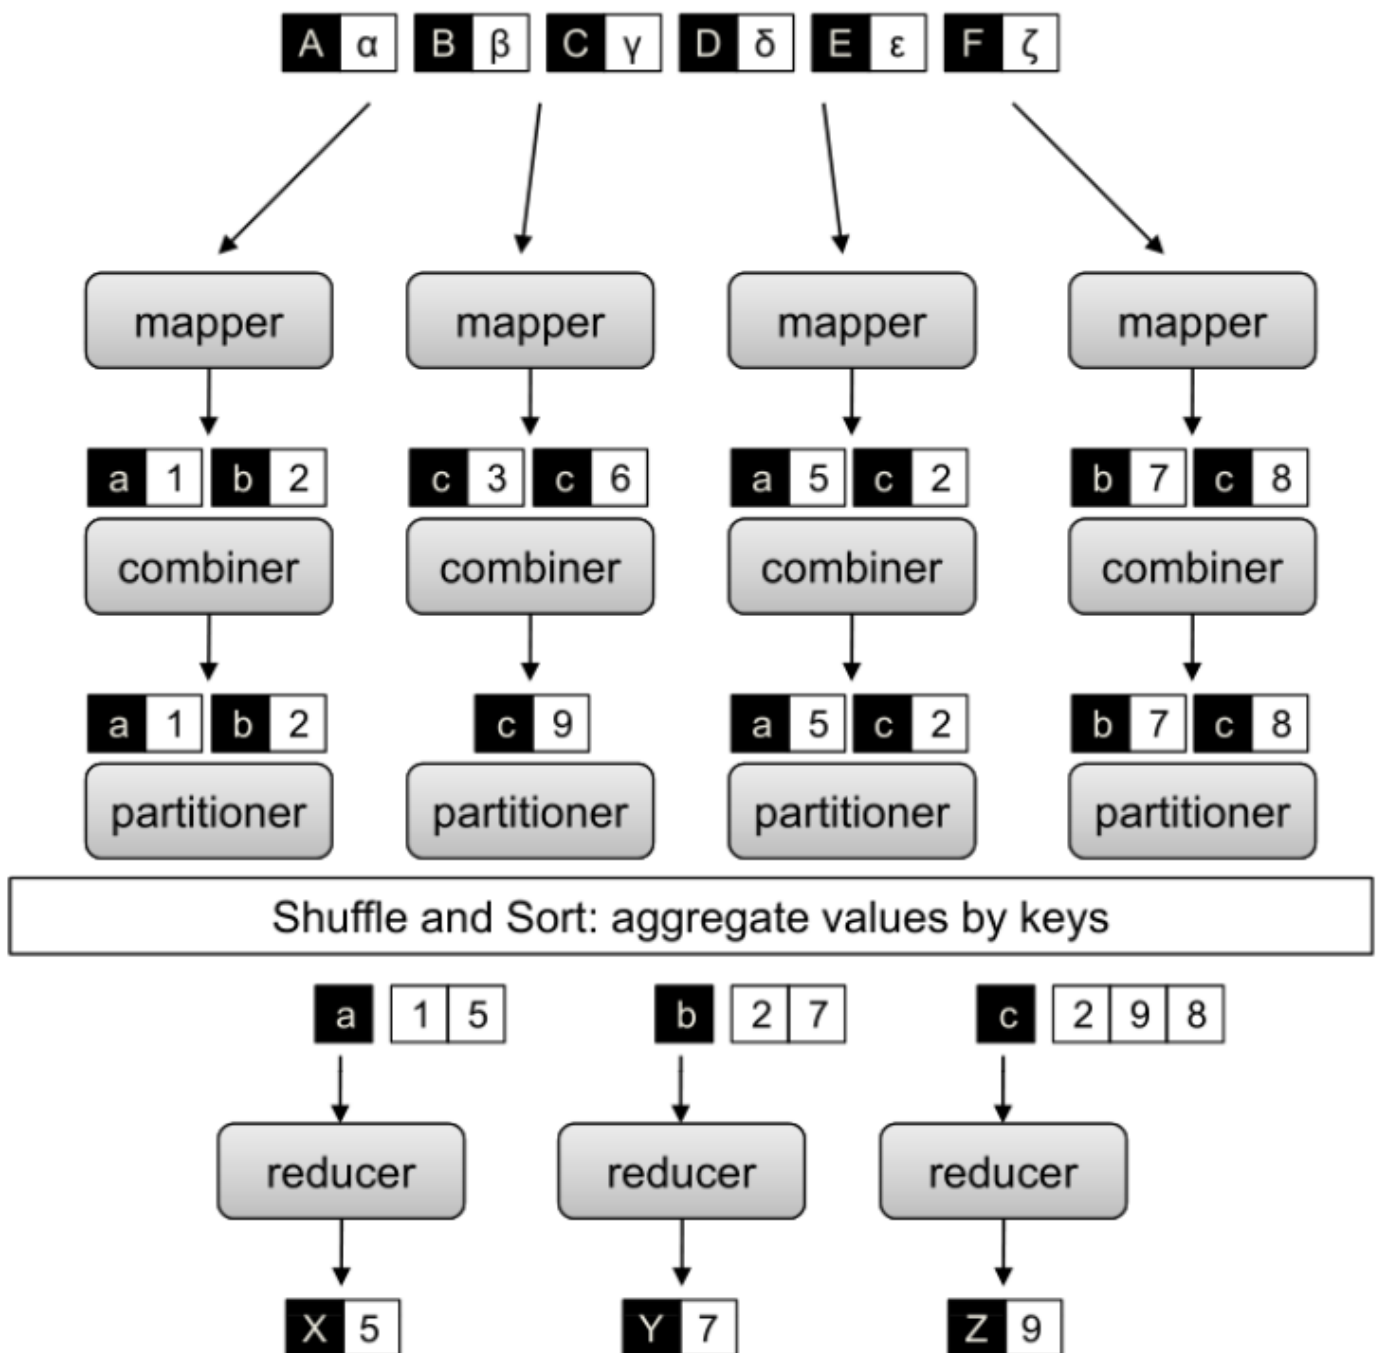 A α B β C γ D δ E ε F ζ
mapper mapper mapper mapper
a 1 b 2 c 3 c 6 a 5 c 2 b 7 c 8
combiner combiner combiner combiner
a 1 b 2 c 9 a 5 c 2 b 7 c 8
partitioner partitioner partitioner partitioner
Shuffle and Sort: aggregate values by keys
a 1 5 b 2 7 c 2 9 8
reducer reducer reducer
X 5 Y 7 Z 9